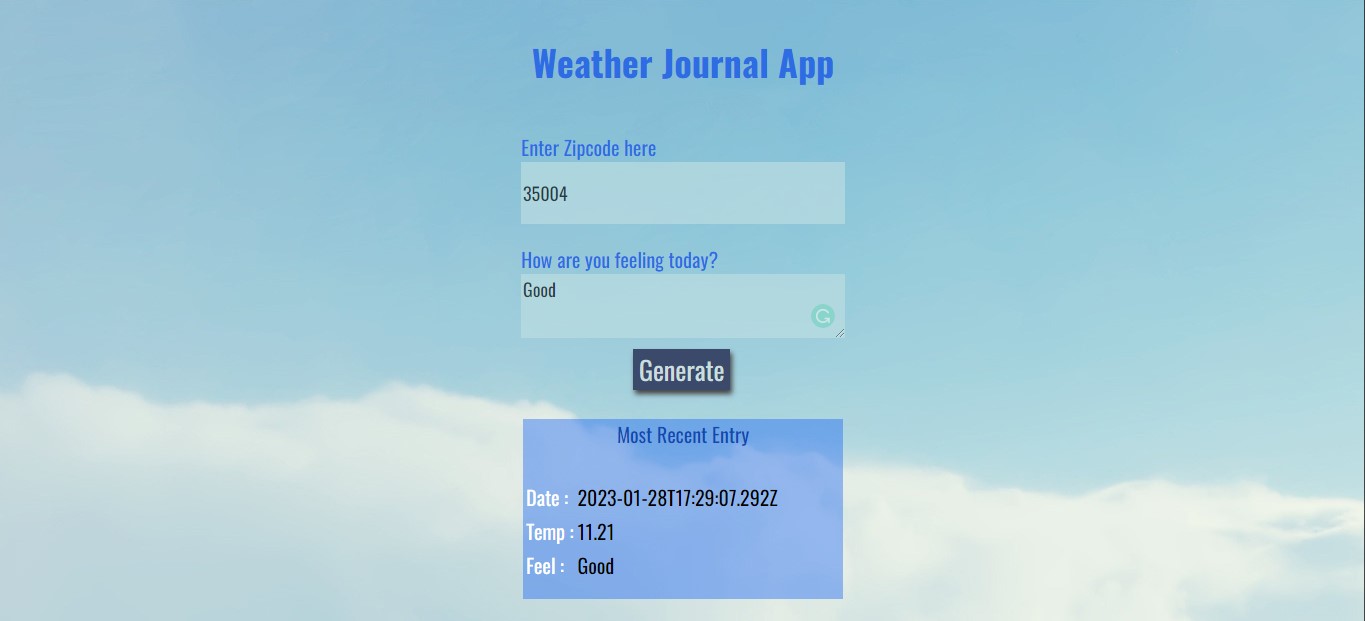 Weather Journal App
Enter Zipcode here
35004
How are you feeling today?
Good
Generate
Most Recent Entry
Date : 2023-01-28T17:29:07.292Z
Temp : 11.21
Feel : Good